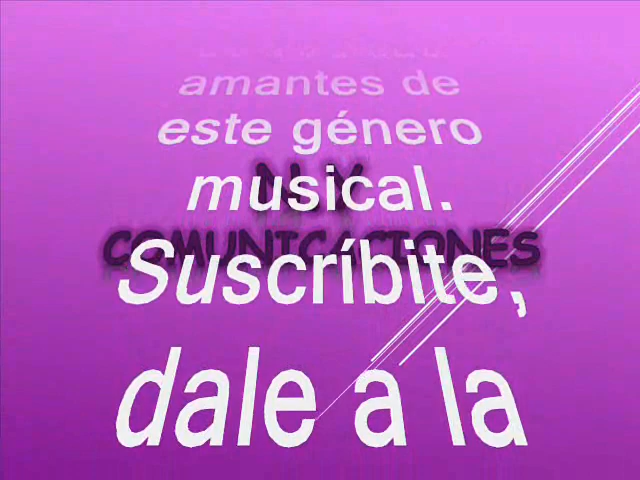 amantes de
este género
musical.
COMUNICACIONES
Suscríbite,
dale a la